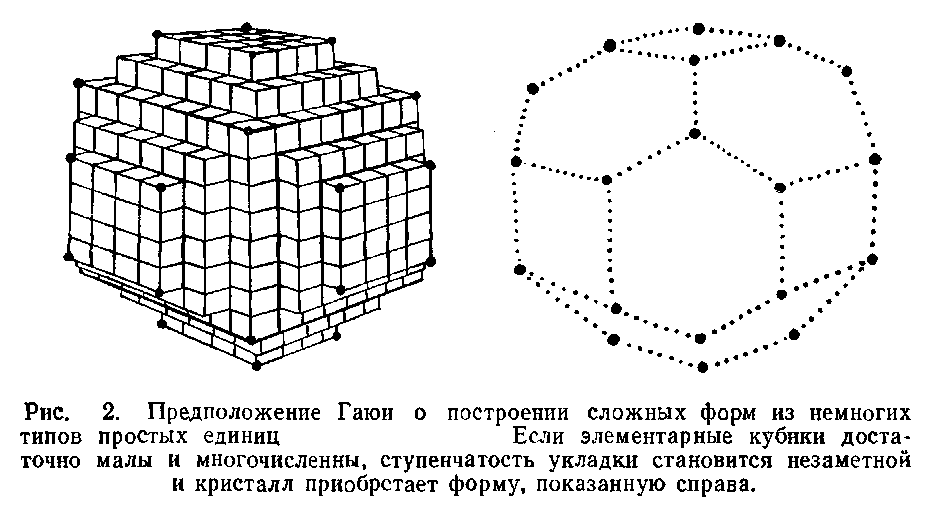 Рис. 2. Предположение Гаюи о построении сложных форм из немногих
типов простых единиц Если элементарные кубики доста-
точно малы и многочисленны, ступенчатость укладки становится незаметной
и кристалл приобретает форму, показанную справа.